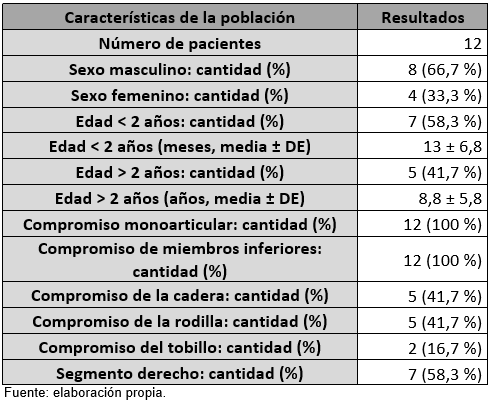 Características de la población Resultados
Número de pacientes 12
Sexo masculino: cantidad (%) 8 (66,7 %)
Sexo femenino: cantidad (%) 4 (33,3 %)
Edad < 2 años: cantidad (%) 7 (58,3 %)
Edad < 2 años (meses, media ± DE) 13 ± 6,8
Edad > 2 años: cantidad (%) 5 (41,7 %)
Edad > 2 años (años, media ± DE) 8,8 ± 5,8
Compromiso monoarticular: cantidad (%) 12 (100 %)
Compromiso de miembros inferiores:
cantidad (%) 12 (100 %)
Compromiso de la cadera: cantidad (%) 5 (41,7 %)
Compromiso de la rodilla: cantidad (%) 5 (41,7 %)
Compromiso del tobillo: cantidad (%) 2 (16,7 %)
Segmento derecho: cantidad (%) 7 (58,3 %)
Fuente: elaboración propia.